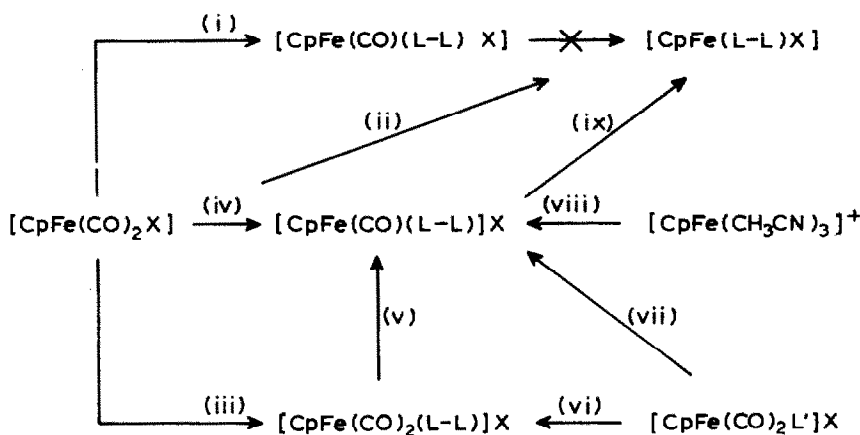 (i) [CpFe(CO)(L-L) X] [CpFe(L-L)X]
(ii) (ix)
[CpFe(CO)₂X] (iv) [CpFe(CO)(L-L)]X (viii) [CpFe(CH₃CN)₃]⁺
(v) (vii)
(iii) [CpFe(CO)₂(L-L)]X (vi) [CpFe(CO)₂L']X